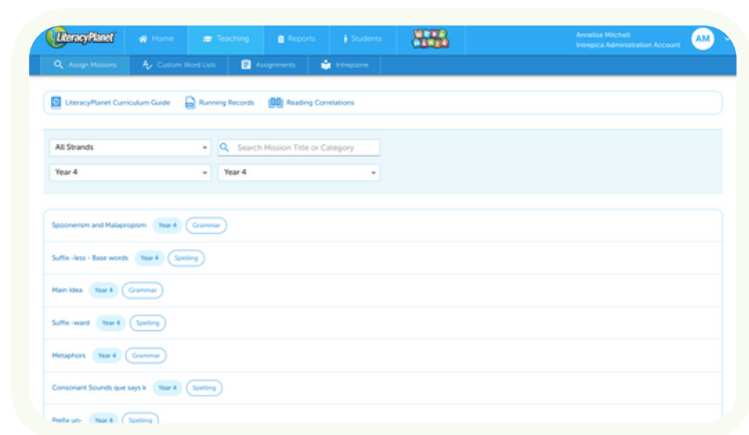 LiteracyPlanet Home Teaching Reports Students WORD MANIA Annelise Mitchell AM
Intrepica Administration Account
Assign Missions Custom Word Lists Assignments Intrepizine
LiteracyPlanet Curriculum Guide Running Records Reading Correlations
All Strands Search Mission Title or Category
Year 4 Year 4
Spoonerism and Malapropism Year 4 Grammar
Suffix -less - Base words Year 4 Spelling
Main Idea Year 4 Grammar
Suffix -ward Year 4 Spelling
Metaphors Year 4 Grammar
Consonant Sounds que says k Year 4 Spelling
Prefix un- Year 4 Spelling